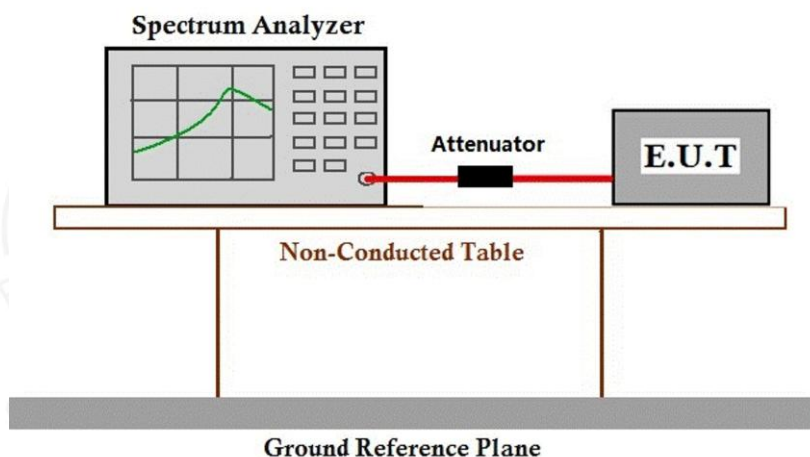 Spectrum Analyzer
Attenuator
E.U.T
Non-Conducted Table
Ground Reference Plane